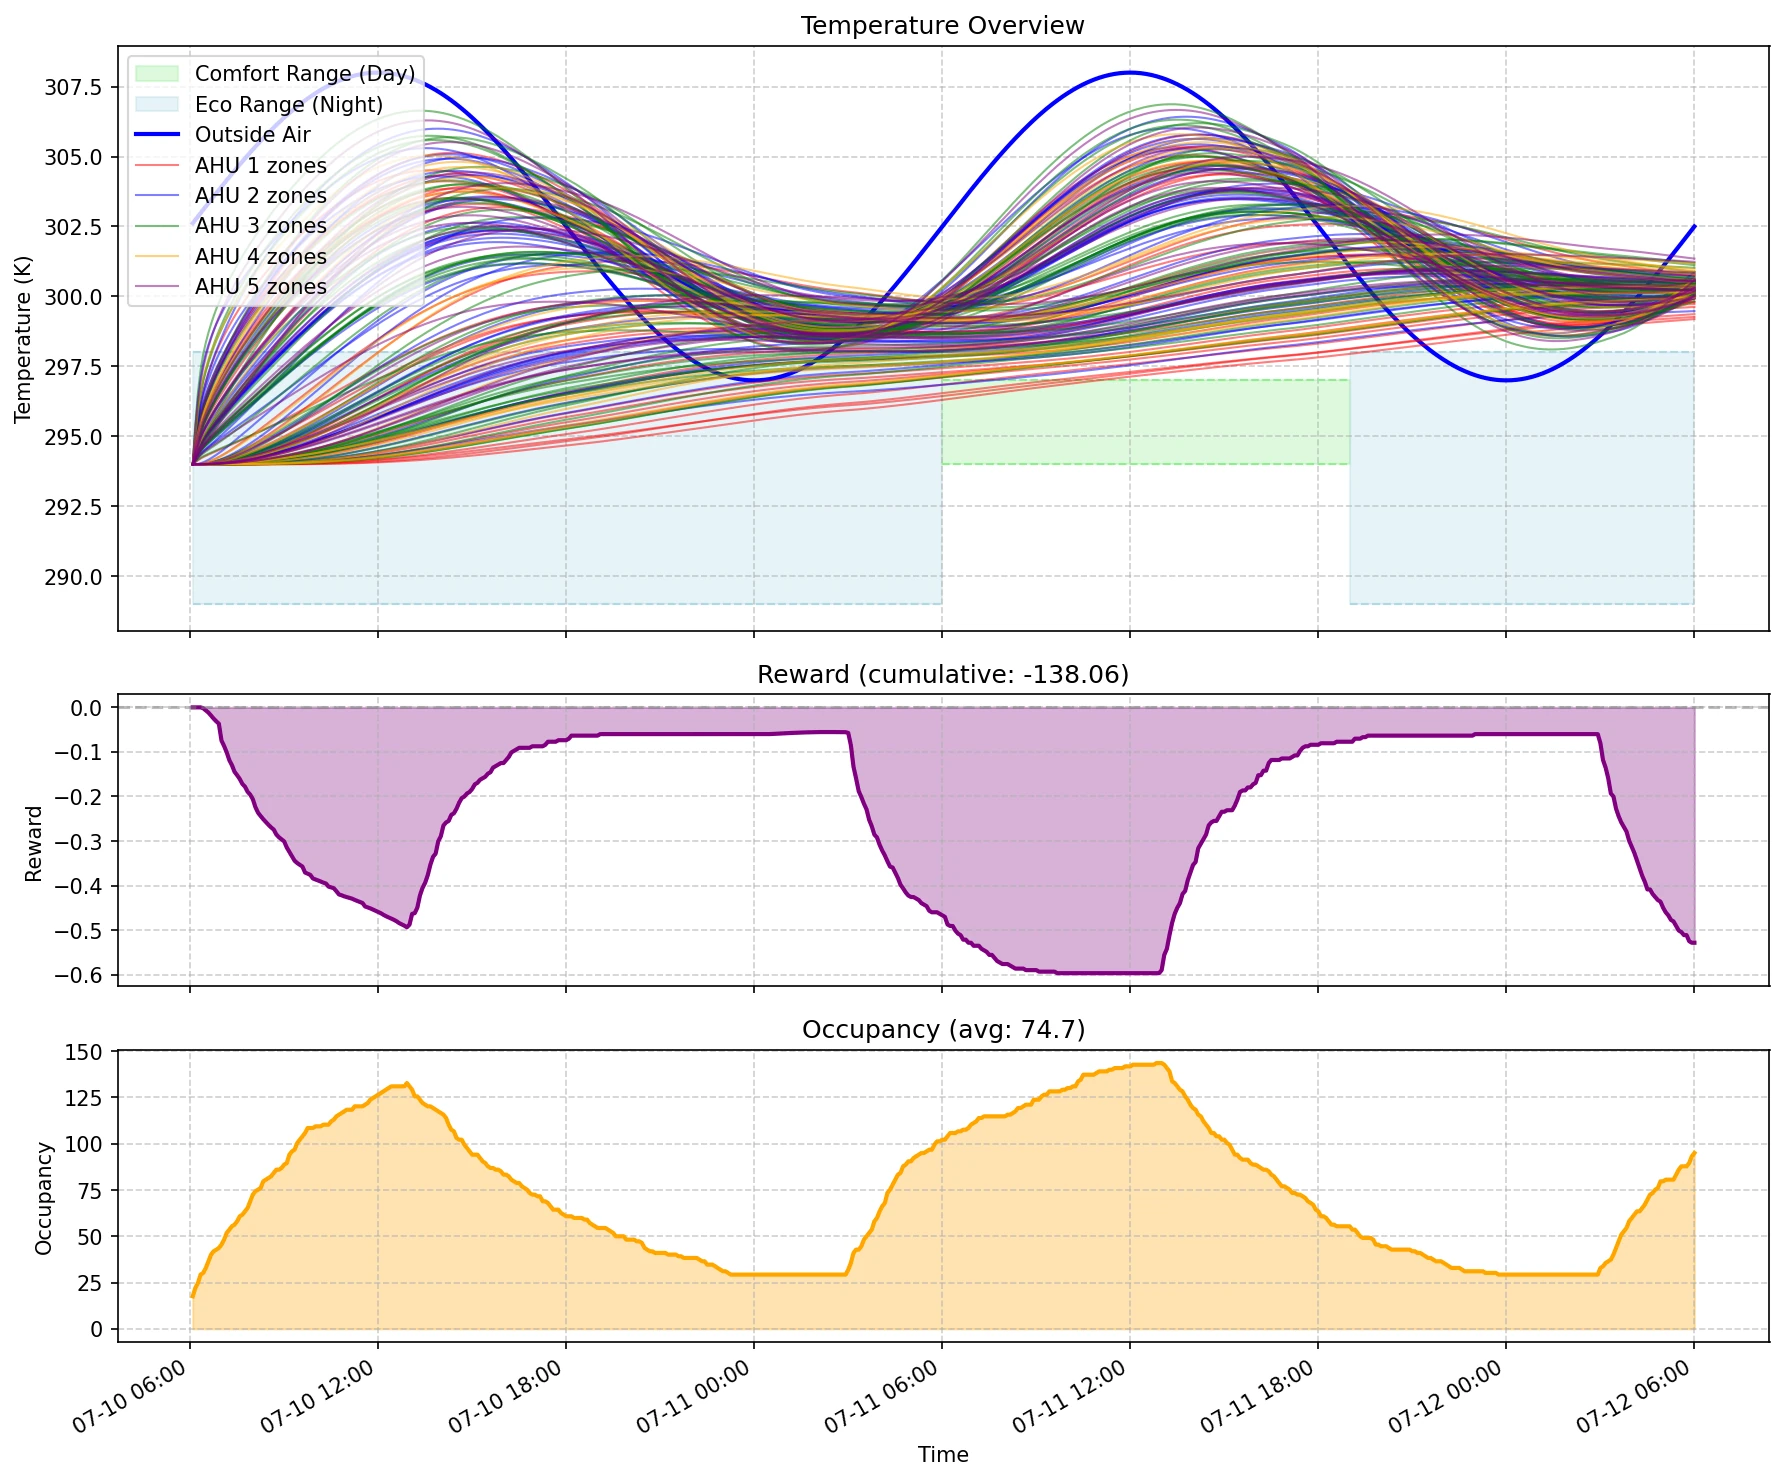 Temperature Overview
Temperature (K)
307.5
305.0
302.5
300.0
297.5
295.0
292.5
290.0
Comfort Range (Day)
Eco Range (Night)
Outside Air
AHU 1 zones
AHU 2 zones
AHU 3 zones
AHU 4 zones
AHU 5 zones
Reward (cumulative: -138.06)
Reward
0.0
−0.1
−0.2
−0.3
−0.4
−0.5
−0.6
Occupancy (avg: 74.7)
Occupancy
150
125
100
75
50
25
0
07-10 06:00
07-10 12:00
07-10 18:00
07-11 00:00
07-11 06:00
07-11 12:00
07-11 18:00
07-12 00:00
07-12 06:00
Time